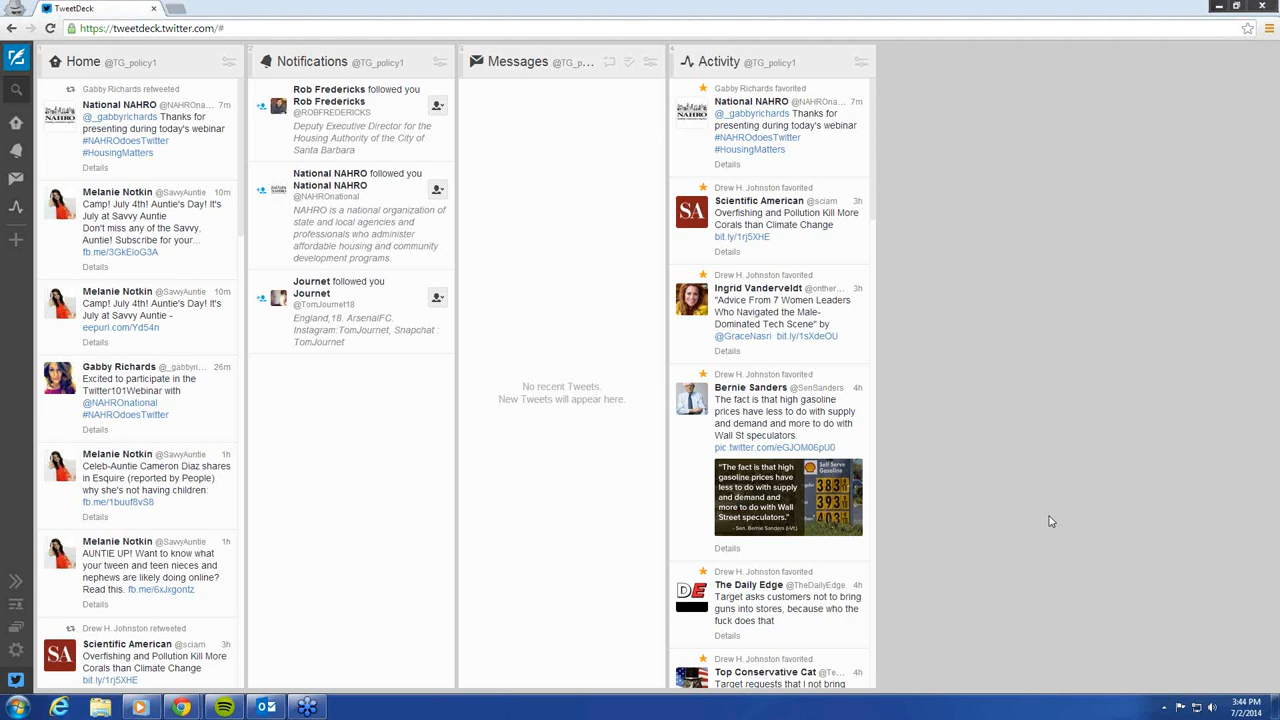 TweetDeck
https://tweetdeck.twitter.com/#
1
Home @TG_policy1
Gabby Richards retweeted
National NAHRO @NAHROna... 7m
@_gabbyrichards Thanks for
presenting during today's webinar
#NAHROdoesTwitter
#HousingMatters
Details
Melanie Notkin @SavvyAuntie 10m
Camp! July 4th! Auntie's Day! It's
July at Savvy Auntie
Don't miss any of the Savvy,
Auntie! Subscribe for your...
fb.me/3GkEioG3A
Details
Melanie Notkin @SavvyAuntie 10m
Camp! July 4th! Auntie's Day! It's
July at Savvy Auntie -
eepurl.com/Yd54n
Details
Gabby Richards @_gabbyri... 26m
Excited to participate in the
Twitter101Webinar with
@NAHROnational
#NAHROdoesTwitter
Details
Melanie Notkin @SavvyAuntie 1h
Celeb-Auntie Cameron Diaz shares
in Esquire (reported by People)
why she's not having children:
fb.me/1buuf8vS8
Details
Melanie Notkin @SavvyAuntie 1h
AUNTIE UP! Want to know what
your tween and teen nieces and
nephews are likely doing online?
Read this. fb.me/6xJxgontz
Details
Drew H. Johnston retweeted
SA
Scientific American @sciam 3h
Overfishing and Pollution Kill More
Corals than Climate Change
bit.ly/1rj5XHE
2
Notifications @TG_policy1
Rob Fredericks followed you
Rob Fredericks
@ROBFREDERICKS
Deputy Executive Director for the
Housing Authority of the City of
Santa Barbara
National NAHRO followed you
National NAHRO
@NAHROnational
NAHRO is a national organization of
state and local agencies and
professionals who administer
affordable housing and community
development programs.
Journet followed you
Journet
@TomJournet18
England,18. ArsenalFC.
Instagram:TomJournet, Snapchat :
TomJournet
3
Messages @TG_p...
No recent Tweets.
New Tweets will appear here.
4
Activity @TG_policy1
Gabby Richards favorited
National NAHRO @NAHROna... 7m
@_gabbyrichards Thanks for
presenting during today's webinar
#NAHROdoesTwitter
#HousingMatters
Details
Drew H. Johnston favorited
SA
Scientific American @sciam 3h
Overfishing and Pollution Kill More
Corals than Climate Change
bit.ly/1rj5XHE
Details
Drew H. Johnston favorited
Ingrid Vanderveldt @onther... 3h
"Advice From 7 Women Leaders
Who Navigated the Male-
Dominated Tech Scene" by
@GraceNasri bit.ly/1sXdeOU
Details
Drew H. Johnston favorited
Bernie Sanders @SenSanders 4h
The fact is that high gasoline
prices have less to do with supply
and demand and more to do with
Wall St speculators.
pic.twitter.com/eGJOM06pU0
"The fact is that high
gasoline prices have
less to do with supply
and demand and
more to do with Wall
Street speculators."
- Sen. Bernie Sanders (I-Vt.)
Self Serve
Gasoline
383
393
403
Details
Drew H. Johnston favorited
DE
The Daily Edge @TheDailyEdge 4h
Target asks customers not to bring
guns into stores, because who the
fuck does that
Details
Drew H. Johnston favorited
Top Conservative Cat @Te... 4h
Target requests that I not bring
3:44 PM
7/2/2014